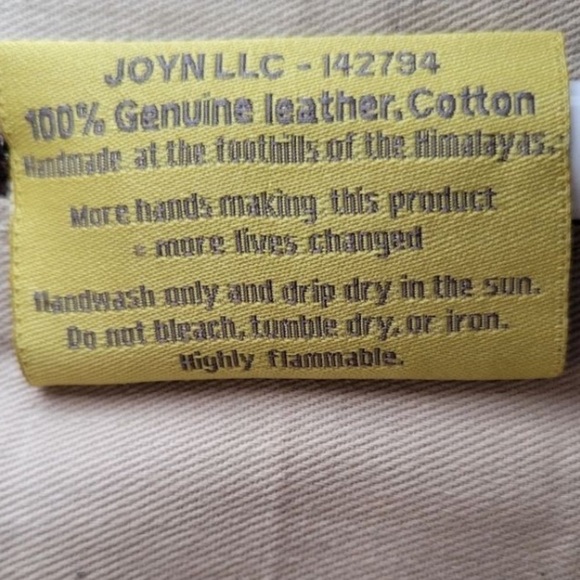 JOYN LLC - 142794
100% Genuine leather, Cotton
Handmade at the foothills of the Himalayas.
More hands making this product
= more lives changed
Handwash only and drip dry in the sun.
Do not bleach, tumble dry, or iron.
Highly flammable.